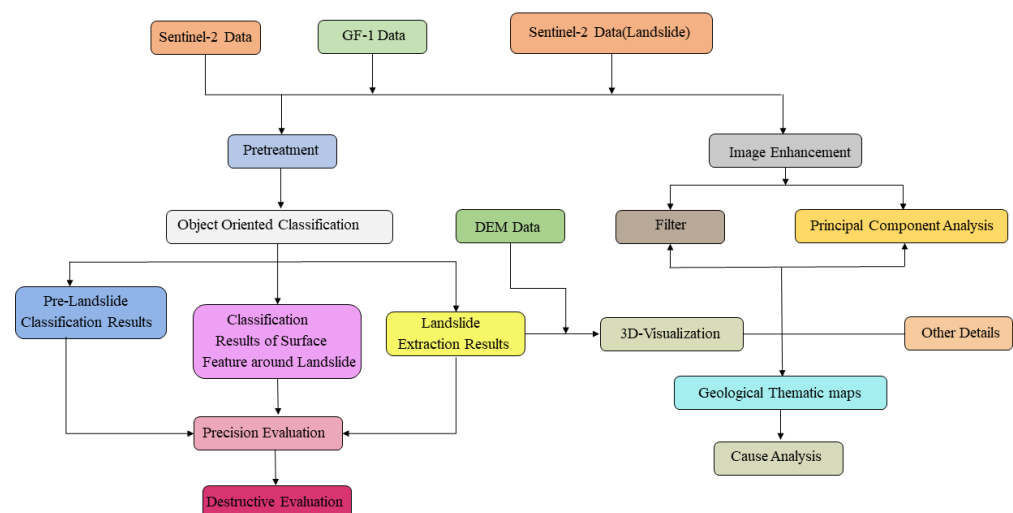 Sentinel-2 Data
GF-1 Data
Sentinel-2 Data(Landslide)
Pretreatment
Image Enhancement
Object Oriented Classification
DEM Data
Filter
Principal Component Analysis
Pre-Landslide
Classification Results
Classification
Results of Surface
Feature around Landslide
Landslide
Extraction Results
3D-Visualization
Other Details
Geological Thematic maps
Precision Evaluation
Cause Analysis
Destructive Evaluation